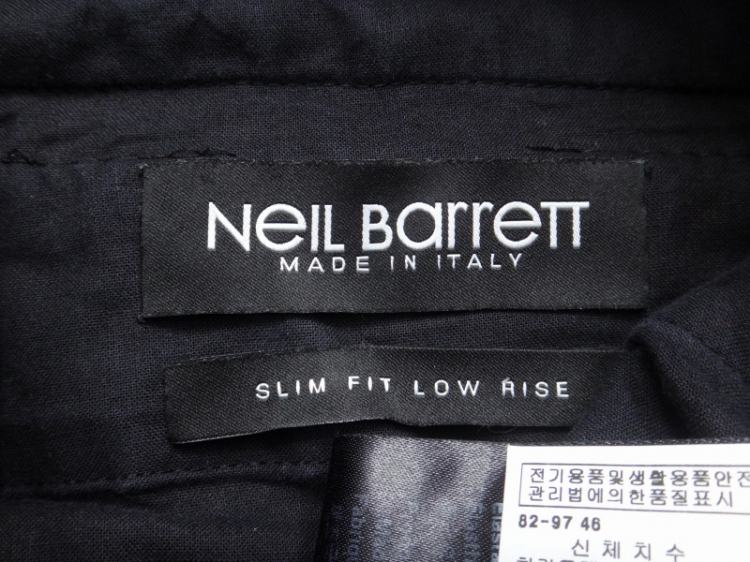 NEIL BARRETT
MADE IN ITALY
SLIM FIT LOW RISE
전기용품및생활용품안전
관리법에의한품질표시
82-97 46
신체치수